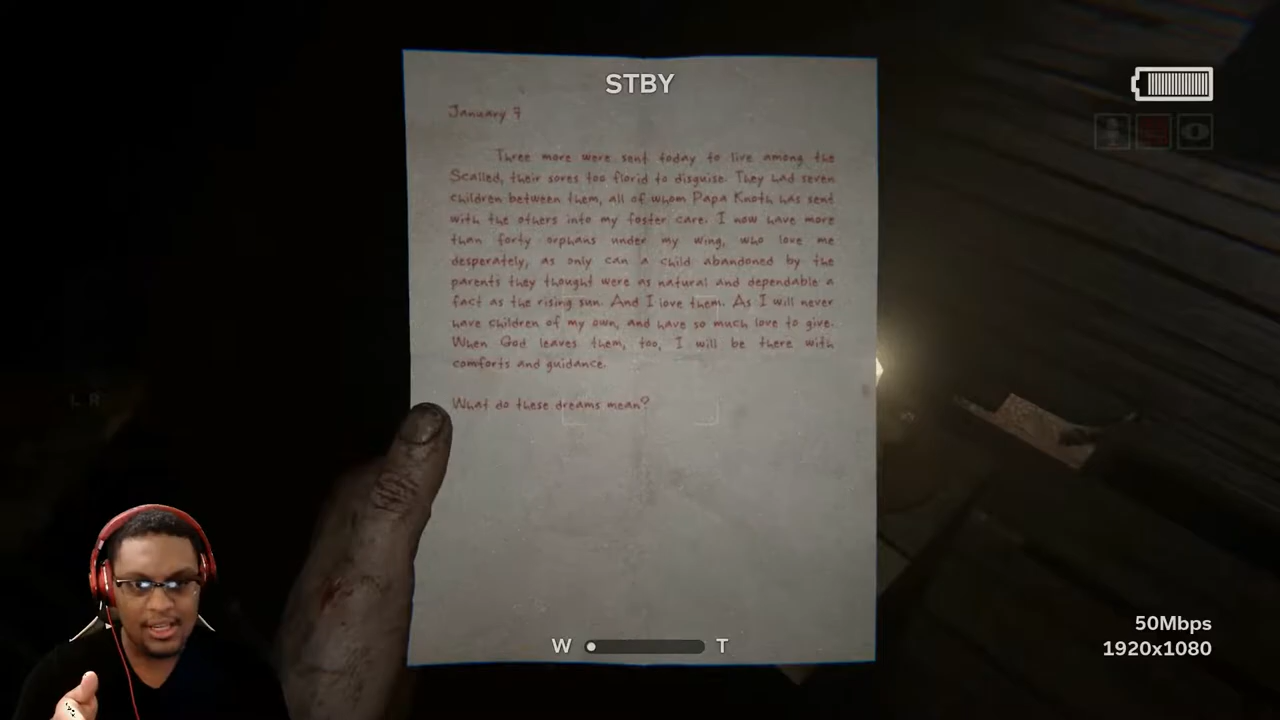 STBY
January 7
Three more were sent today to live among the
Scalled, their sores too florid to disguise. They had seven
children between them, all of whom Papa Knoth has sent
with the others into my foster care. I now have more
than forty orphans under my wing, who love me
desperately, as only can a child abandoned by the
parents they thought were as natural and dependable a
fact as the rising sun. And I love them. As I will never
have children of my own, and have so much love to give.
When God leaves them, too, I will be there with
comforts and guidance.
What do these dreams mean?
L R
W T
50Mbps
1920x1080